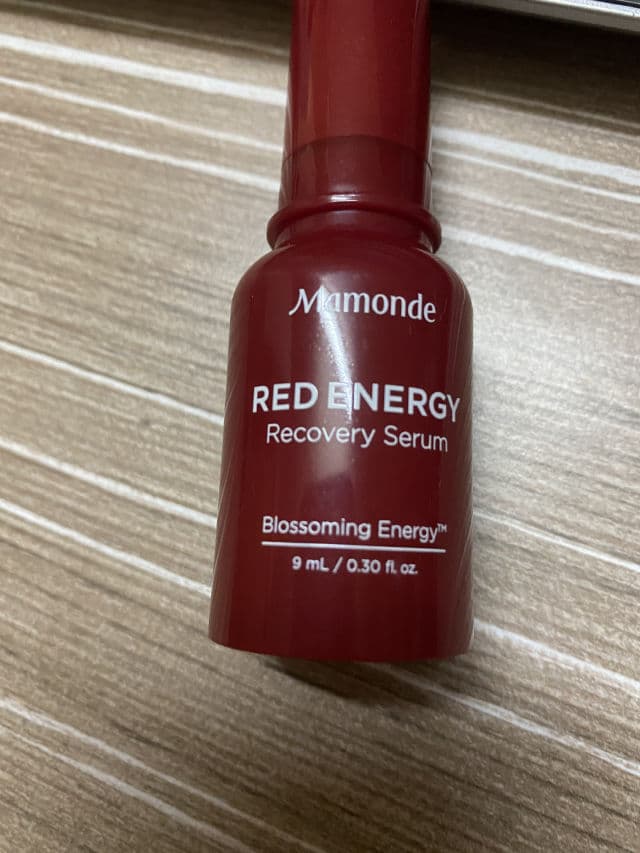 Mamonde
RED ENERGY
Recovery Serum
Blossoming Energy™
9 mL / 0.30 fl. oz.